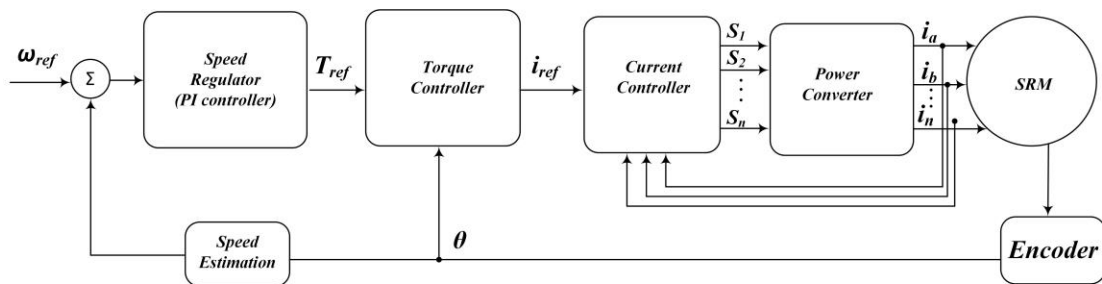 ω_ref
Σ
Speed
Regulator
(PI controller)
T_ref
Torque
Controller
i_ref
Current
Controller
S_1
S_2
⋮
S_n
Power
Converter
i_a
i_b
⋮
i_n
SRM
Speed
Estimation
θ
Encoder